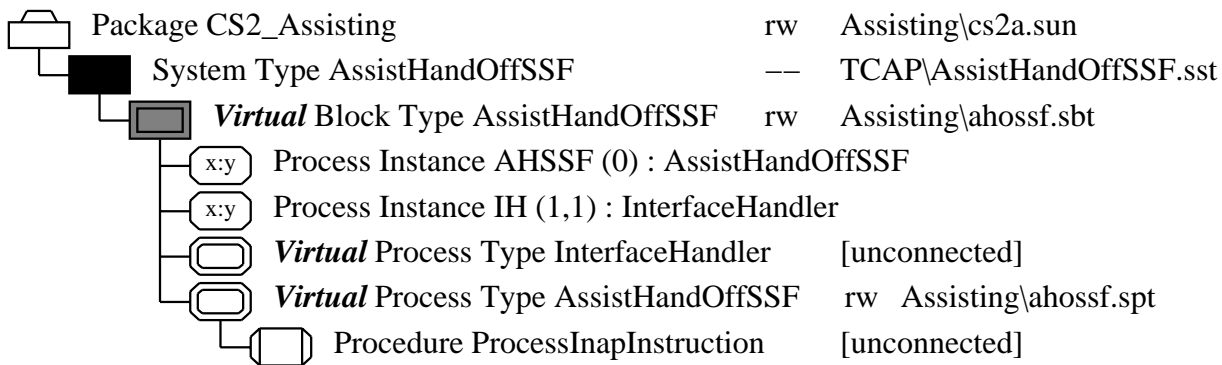 Package CS2_Assisting rw Assisting\cs2a.sun
System Type AssistHandOffSSF −− TCAP\AssistHandOffSSF.sst
Virtual Block Type AssistHandOffSSF rw Assisting\ahossf.sbt
x:y Process Instance AHSSF (0) : AssistHandOffSSF
x:y Process Instance IH (1,1) : InterfaceHandler
Virtual Process Type InterfaceHandler [unconnected]
Virtual Process Type AssistHandOffSSF rw Assisting\ahossf.spt
Procedure ProcessInapInstruction [unconnected]